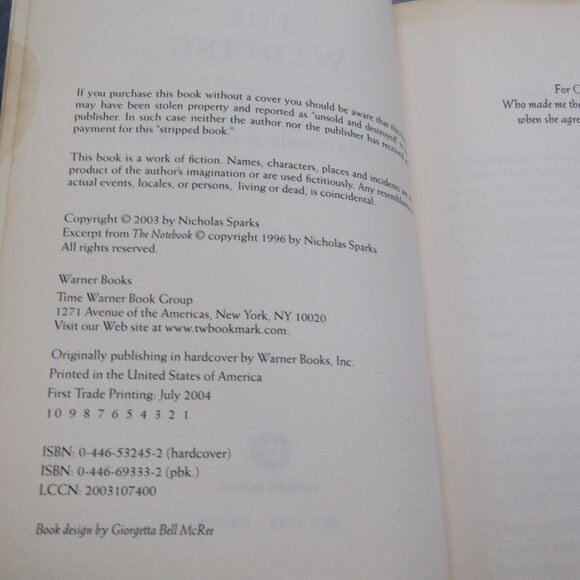 If you purchase this book without a cover you should be aware that this
may have been stolen property and reported as "unsold and destroyed"
publisher. In such case neither the author nor the publisher has received
payment for this "stripped book."
This book is a work of fiction. Names, characters, places and incidents are
product of the author's imagination or are used fictitiously. Any
actual events, locales, or persons, living or dead, is coincidental.
Copyright © 2003 by Nicholas Sparks
Excerpt from The Notebook © copyright 1996 by Nicholas Sparks
All rights reserved.
Warner Books
Time Warner Book Group
1271 Avenue of the Americas, New York, NY 10020
Visit our Web site at www.twbookmark.com.
Originally publishing in hardcover by Warner Books, Inc.
Printed in the United States of America
First Trade Printing: July 2004
10 9 8 7 6 5 4 3 2 1
ISBN: 0-446-53245-2 (hardcover)
ISBN: 0-446-69333-2 (pbk.)
LCCN: 2003107400
Book design by Giorgetta Bell McRee
For
Who made me the
when she agre